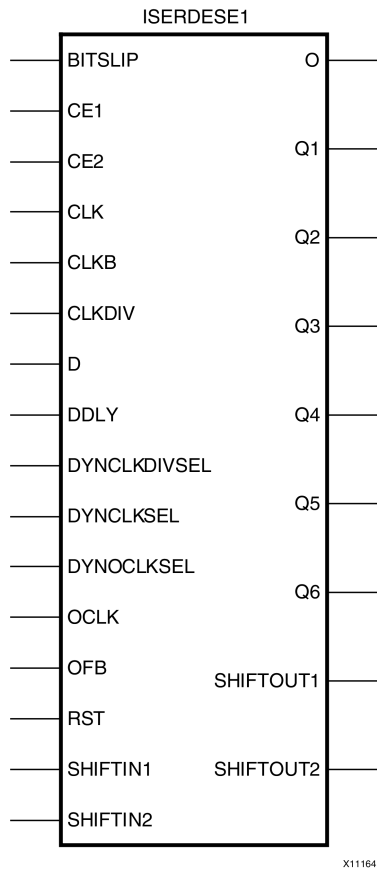 ISERDESE1
BITSLIP
O
CE1
Q1
CE2
CLK
Q2
CLKB
CLKDIV
Q3
D
DDLY
Q4
DYNCLKDIVSEL
Q5
DYNCLKSEL
DYNOCLKSEL
Q6
OCLK
OFB
SHIFTOUT1
RST
SHIFTIN1
SHIFTOUT2
SHIFTIN2
X11164